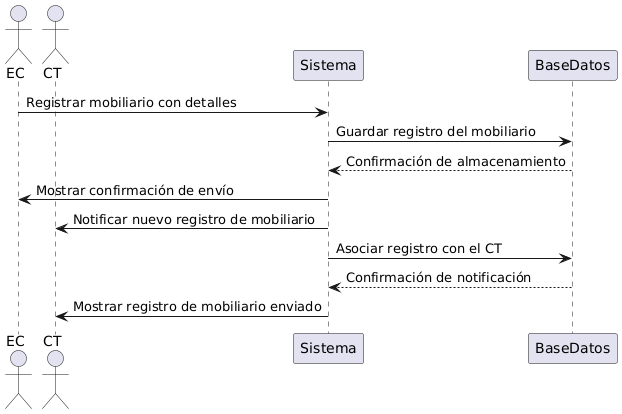 EC CT Sistema BaseDatos
Registrar mobiliario con detalles
Guardar registro del mobiliario
Confirmación de almacenamiento
Mostrar confirmación de envío
Notificar nuevo registro de mobiliario
Asociar registro con el CT
Confirmación de notificación
Mostrar registro de mobiliario enviado
EC CT Sistema BaseDatos